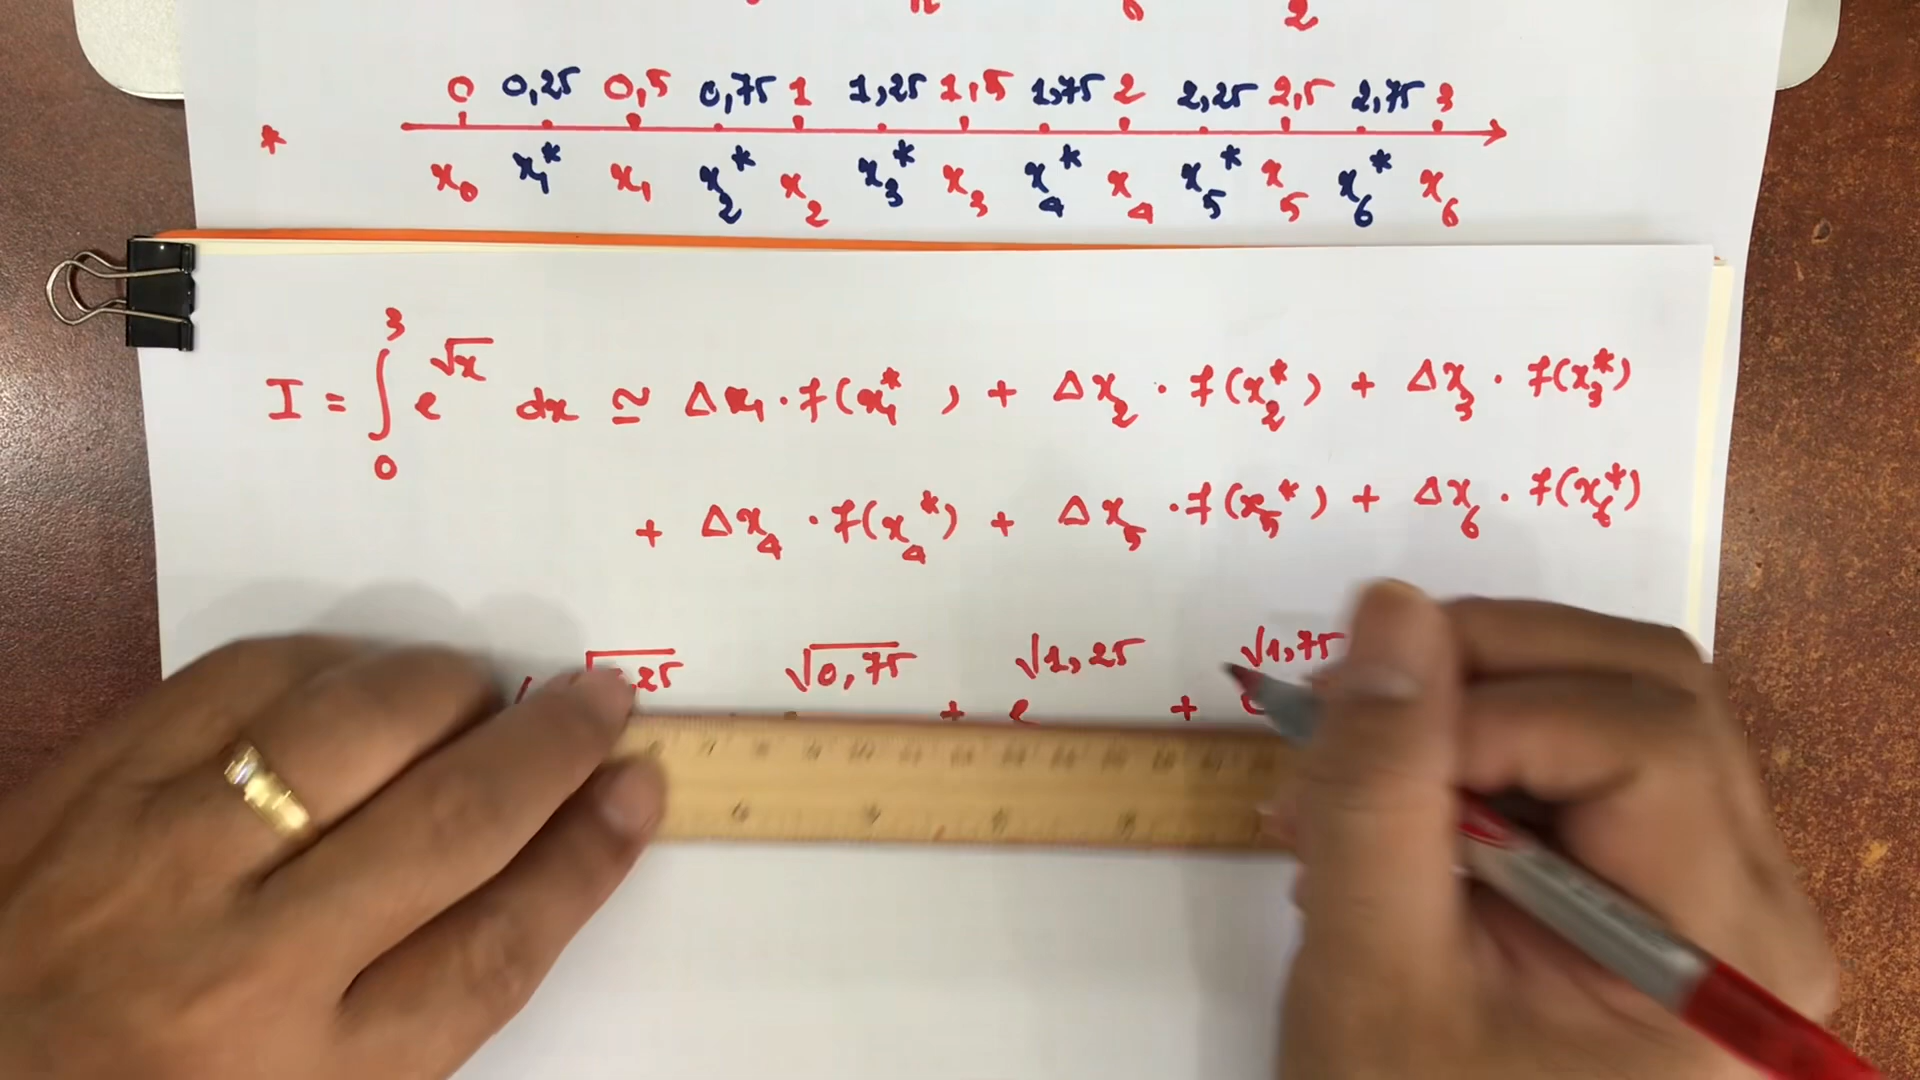 2
0 0,25 0,5 0,75 1 1,25 1,5 1,75 2 2,25 2,5 2,75 3
*
x₀ x₁* x₁ x₂* x₂ x₃* x₃ x₄* x₄ x₅* x₅ x₆* x₆
I = ∫₀³ e^√x dx ≅ Δx₁ · f(x₁*) + Δx₂ · f(x₂*) + Δx₃ · f(x₃*)
+ Δx₄ · f(x₄*) + Δx₅ · f(x₅*) + Δx₆ · f(x₆*)
√0,75 + e^√1,25 + e^√1,75